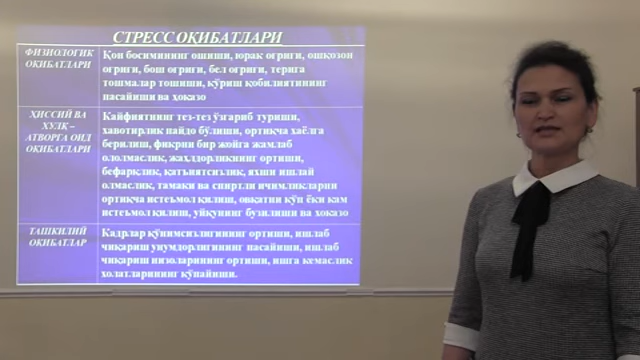 СТРЕСС ОҚИБАТЛАРИ
ФИЗИОЛОГИК
ОҚИБАТЛАРИ
Қон босимининг ошиши, юрак оғриғи, ошқозон
оғриғи, бош оғриғи, бел оғриғи, терига
тошмалар тошиши, кўриш қобилиятининг
пасайиши ва ҳоказо
ҲИССИЙ ВА
ХУЛҚ –
АТВОРГА ОИД
ОҚИБАТЛАРИ
Кайфиятнинг тез-тез ўзгариб туриши,
хавотирлик пайдо бўлиши, ортиқча хаёлга
берилиш, фикрни бир жойга жамлаб
ололмаслик, жаҳлдорликнинг ортиши,
бефарқлик, қатъиятсизлик, яхши ишлай
олмаслик, тамаки ва спиртли ичимликларни
ортиқча истеъмол қилиш, овқатни кўп ёки кам
истеъмол қилиш, уйқунинг бузилиши ва ҳоказо
ТАШКИЛИЙ
ОҚИБАТЛАР
Кадрлар қўнимсизлигининг ортиши, ишлаб
чиқариш унумдорлигининг пасайиши, ишлаб
чиқариш низоларининг ортиши, ишга келмаслик
ҳолатларининг кўпайиши.